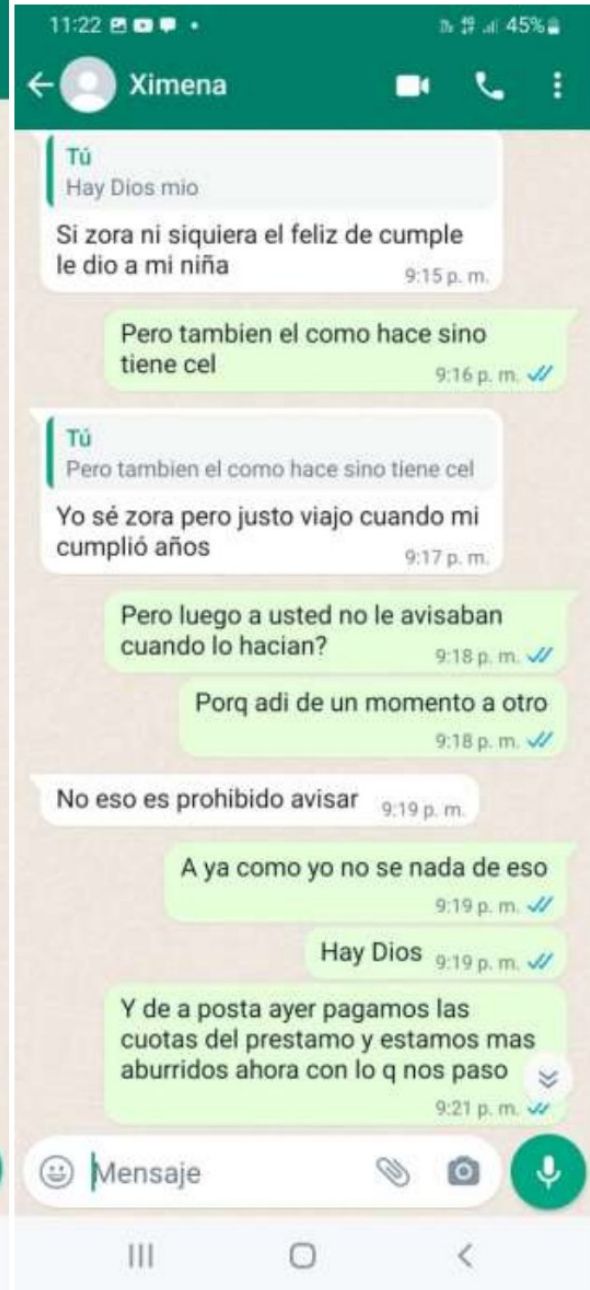 11:22
45%
Ximena
Tú
Hay Dios mio
Si zora ni siquiera el feliz de cumple
le dio a mi niña
9:15 p. m.
Pero tambien el como hace sino
tiene cel
9:16 p. m.
Tú
Pero tambien el como hace sino tiene cel
Yo sé zora pero justo viajo cuando mi
cumplió años
9:17 p. m.
Pero luego a usted no le avisaban
cuando lo hacian?
9:18 p. m.
Porq adi de un momento a otro
9:18 p. m.
No eso es prohibido avisar 9:19 p. m.
A ya como yo no se nada de eso
9:19 p. m.
Hay Dios 9:19 p. m.
Y de a posta ayer pagamos las
cuotas del prestamo y estamos mas
aburridos ahora con lo q nos paso
9:21 p. m.
Mensaje